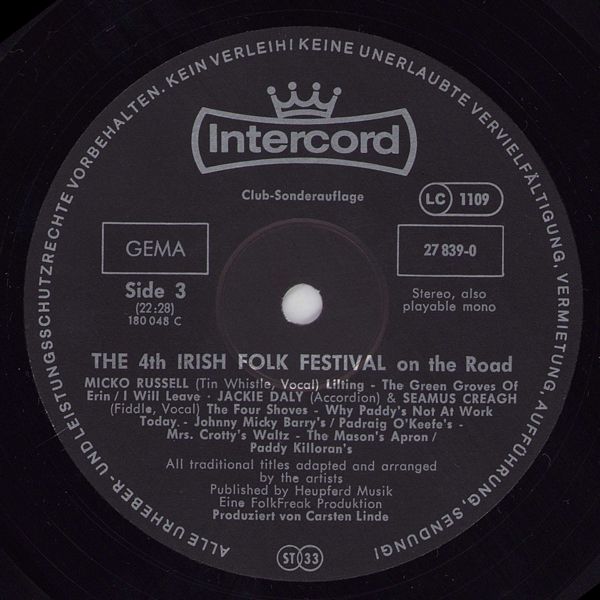 ALLE URHEBER- UND LEISTUNGSSCHUTZRECHTE VORBEHALTEN. KEIN VERLEIH! KEINE UNERLAUBTE VERVIELFÄLTIGUNG, VERMIETUNG, AUFFÜHRUNG, SENDUNG!
Intercord
Club-Sonderauflage
LC 1109
GEMA
27 839-0
Side 3
(22:28)
180 048 C
Stereo, also
playable mono
THE 4th IRISH FOLK FESTIVAL on the Road
MICKO RUSSELL (Tin Whistle, Vocal) Lilting - The Green Groves Of
Erin / I Will Leave · JACKIE DALY (Accordion) & SEAMUS CREAGH
(Fiddle, Vocal) The Four Shoves - Why Paddy's Not At Work
Today. - Johnny Micky Barry's / Padraig O'Keefe's -
Mrs. Crotty's Waltz - The Mason's Apron /
Paddy Killoran's
All traditional titles adapted and arranged
by the artists
Published by Heupferd Musik
Eine FolkFreak Produktion
Produziert von Carsten Linde
ST 33